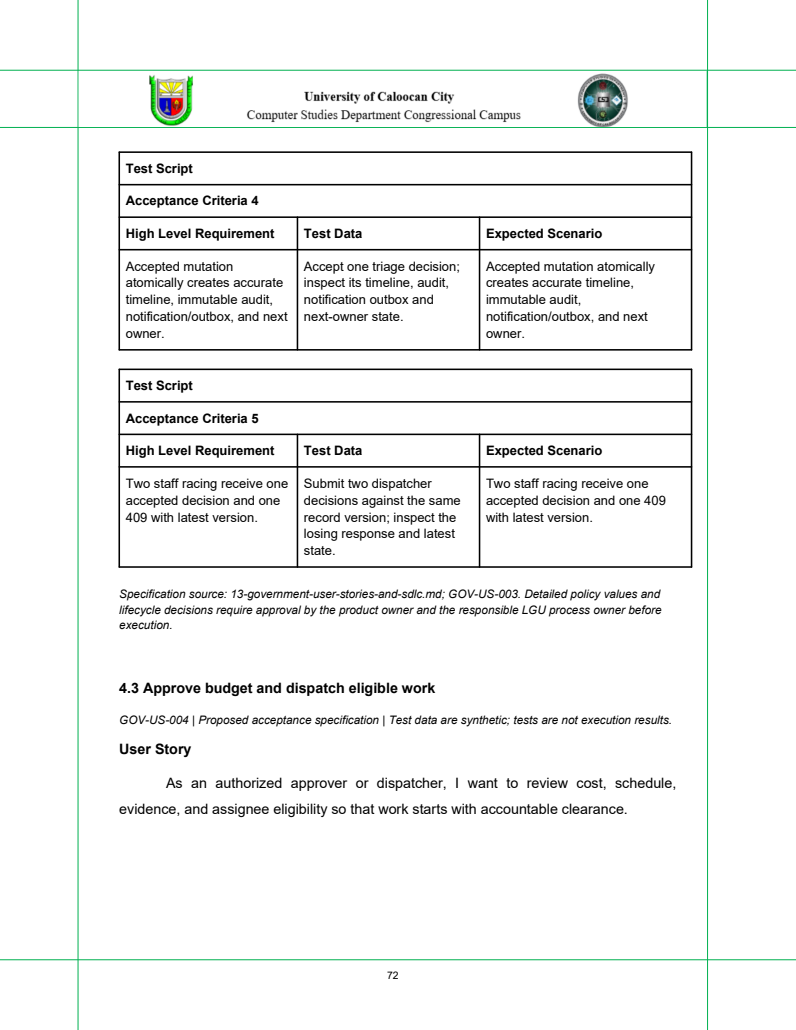 University of Caloocan City
Computer Studies Department Congressional Campus
Test Script
Acceptance Criteria 4
High Level Requirement
Test Data
Expected Scenario
Accepted mutation
atomically creates accurate
timeline, immutable audit,
notification/outbox, and next
owner.
Accept one triage decision;
inspect its timeline, audit,
notification outbox and
next-owner state.
Accepted mutation atomically
creates accurate timeline,
immutable audit,
notification/outbox, and next
owner.
Test Script
Acceptance Criteria 5
High Level Requirement
Test Data
Expected Scenario
Two staff racing receive one
accepted decision and one
409 with latest version.
Submit two dispatcher
decisions against the same
record version; inspect the
losing response and latest
state.
Two staff racing receive one
accepted decision and one 409
with latest version.
Specification source: 13-government-user-stories-and-sdlc.md; GOV-US-003. Detailed policy values and
lifecycle decisions require approval by the product owner and the responsible LGU process owner before
execution.
4.3 Approve budget and dispatch eligible work
GOV-US-004 | Proposed acceptance specification | Test data are synthetic; tests are not execution results.
User Story
As an authorized approver or dispatcher, I want to review cost, schedule,
evidence, and assignee eligibility so that work starts with accountable clearance.
72